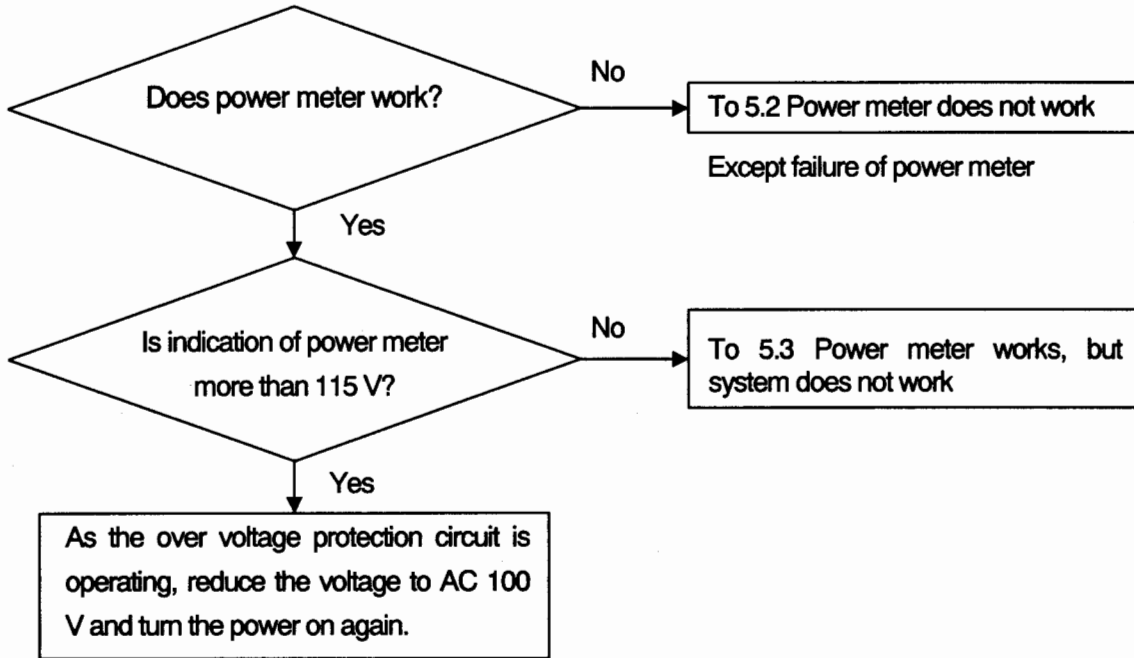 Does power meter work?
No
To 5.2 Power meter does not work
Except failure of power meter
Yes
Is indication of power meter
more than 115 V?
No
To 5.3 Power meter works, but
system does not work
Yes
As the over voltage protection circuit is
operating, reduce the voltage to AC 100
V and turn the power on again.